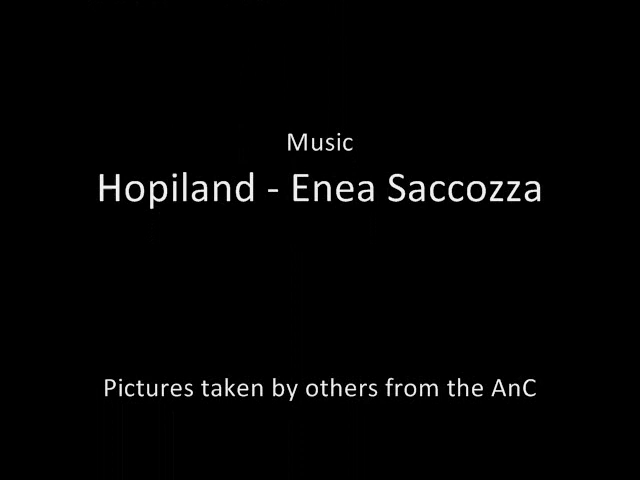 Music
Hopiland - Enea Saccozza
Pictures taken by others from the AnC